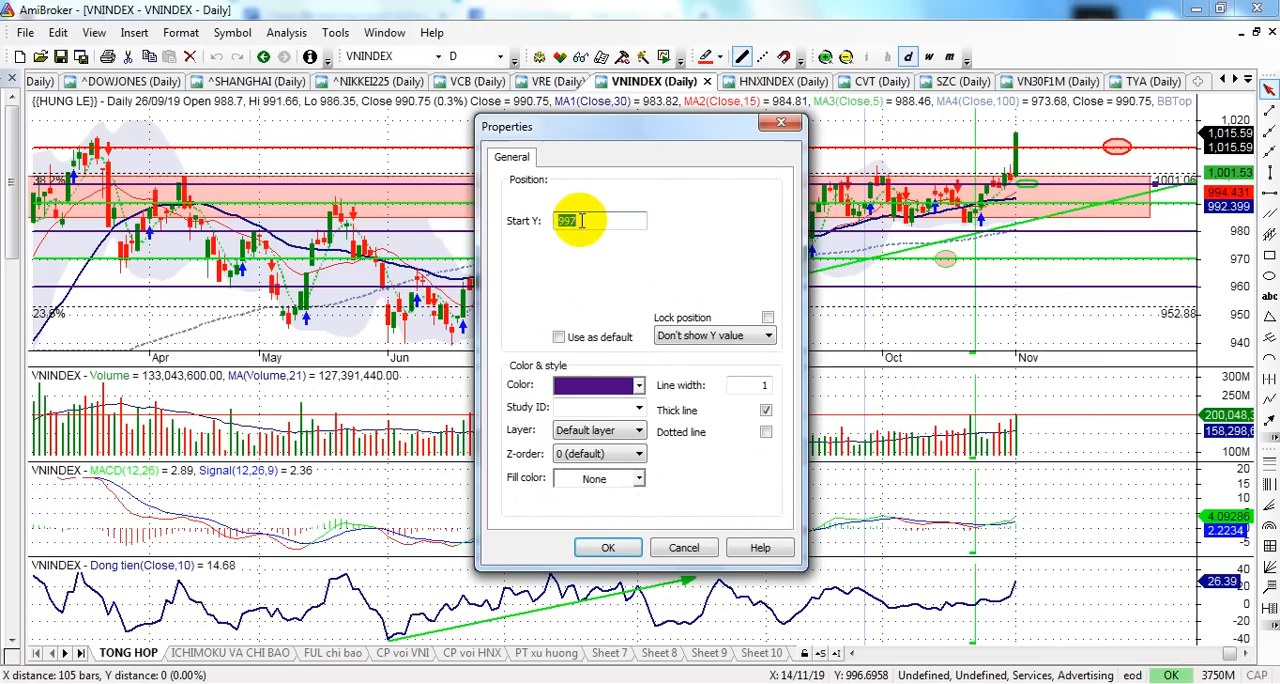 AmiBroker - [VNINDEX - VNINDEX - Daily]
File Edit View Insert Format Symbol Analysis Tools Window Help
VNINDEX D d w m
Daily) ^DOWJONES (Daily) ^SHANGHAI (Daily) ^NIKKEI225 (Daily) VCB (Daily) VRE (Daily) VNINDEX (Daily) HNXINDEX (Daily) CVT (Daily) SZC (Daily) VN30F1M (Daily) TYA (Daily)
{{HUNG LE}} - Daily 26/09/19 Open 988.7, Hi 991.66, Lo 986.35, Close 990.75 (0.3%) Close = 990.75, MA1(Close,30) = 983.82, MA2(Close,15) = 984.81, MA3(Close,5) = 988.46, MA4(Close,100) = 973.68, Close = 990.75, BBTop
1,020
1,015.59
1,015.59
38.2% 1001.06 1,001.53
994.431
992.399
980
970
960
23.6% 952.88 950
940
Apr May Jun Oct Nov
Properties
General
Position:
Start Y: 997
Lock position
Use as default Don't show Y value
Color & style
Color: Line width: 1
Study ID: Thick line
Layer: Default layer Dotted line
Z-order: 0 (default)
Fill color: None
OK Cancel Help
VNINDEX - Volume = 133,043,600.00, MA(Volume,21) = 127,391,440.00
300M
250M
200,048,3
158,298,6
100M
VNINDEX - MACD(12,26) = 2.89, Signal(12,26,9) = 2.36
20
15
10
4.09286
2.2234
VNINDEX - Dong tien(Close,10) = 14.68
40
26.39
0
-20
-40
TONG HOP ICHIMOKU VA CHI BAO FUL chi bao CP voi VNI CP voi HNX PT xu huong Sheet 7 Sheet 8 Sheet 9 Sheet 10
X distance: 105 bars, Y distance: 0 (0.00%) X: 14/11/19 Y: 996.6958 Undefined, Undefined, Services, Advertising eod OK 3750M CAP